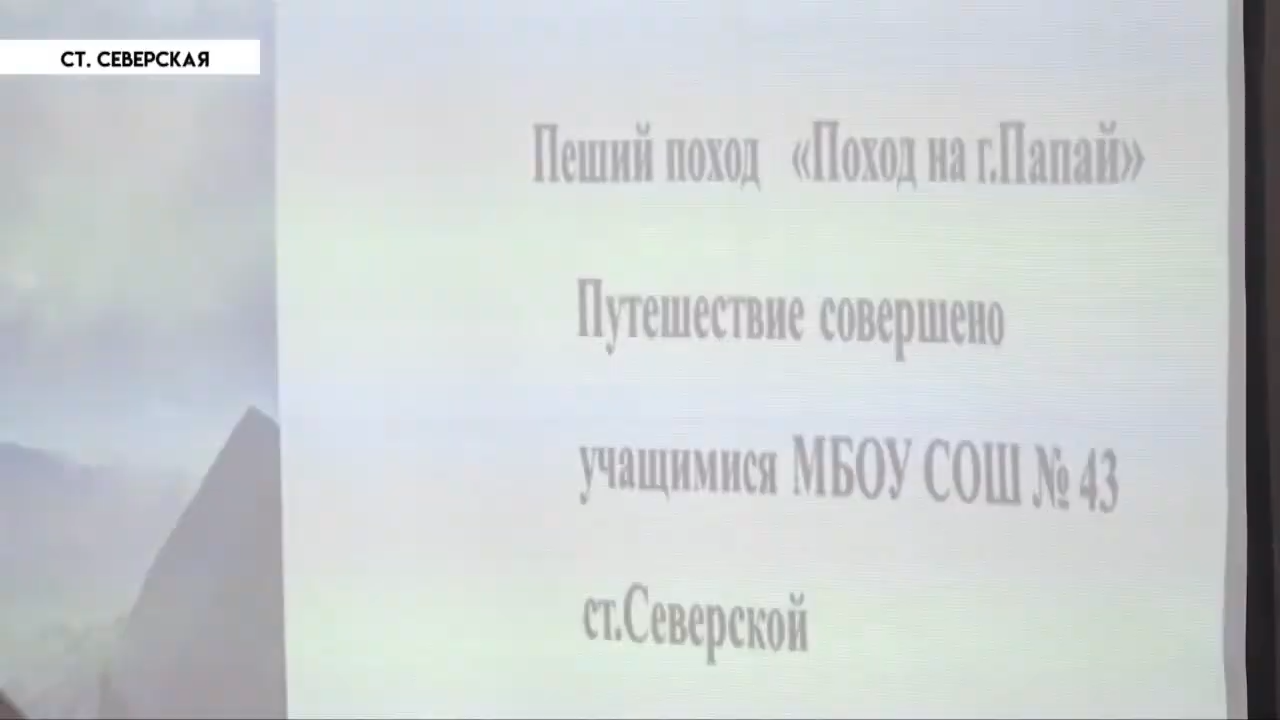 СТ. СЕВЕРСКАЯ
Пеший поход «Поход на г.Папай»
Путешествие совершено
учащимися МБОУ СОШ № 43
ст.Северской